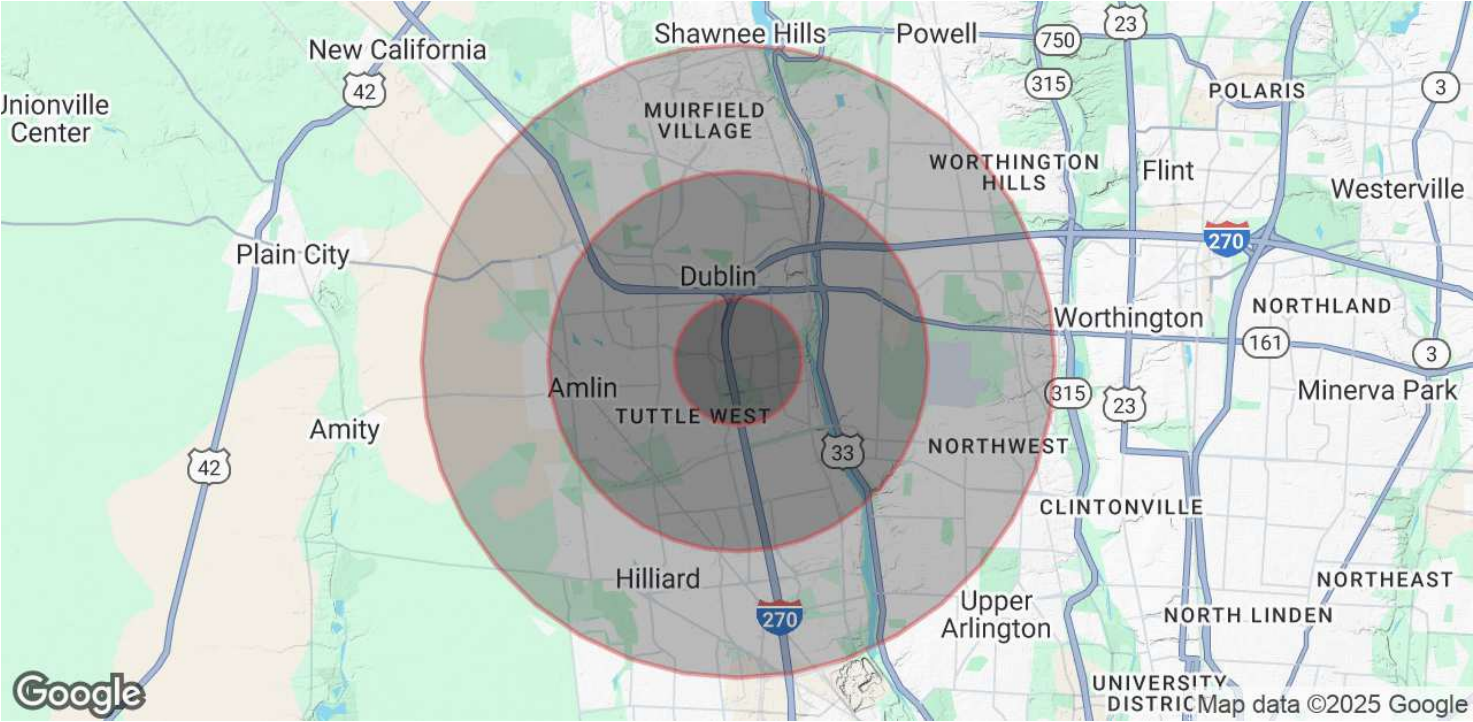 Shawnee Hills
Powell
23
750
New California
315
42
3
POLARIS
Unionville
Center
MUIRFIELD
VILLAGE
WORTHINGTON
HILLS
Flint
Westerville
270
Plain City
Dublin
NORTHLAND
Worthington
161
3
Amlin
315
23
Minerva Park
TUTTLE WEST
Amity
42
33
NORTHWEST
CLINTONVILLE
Hilliard
NORTHEAST
270
Upper
Arlington
NORTH LINDEN
UNIVERSITY
DISTRIC
Google
Map data ©2025 Google